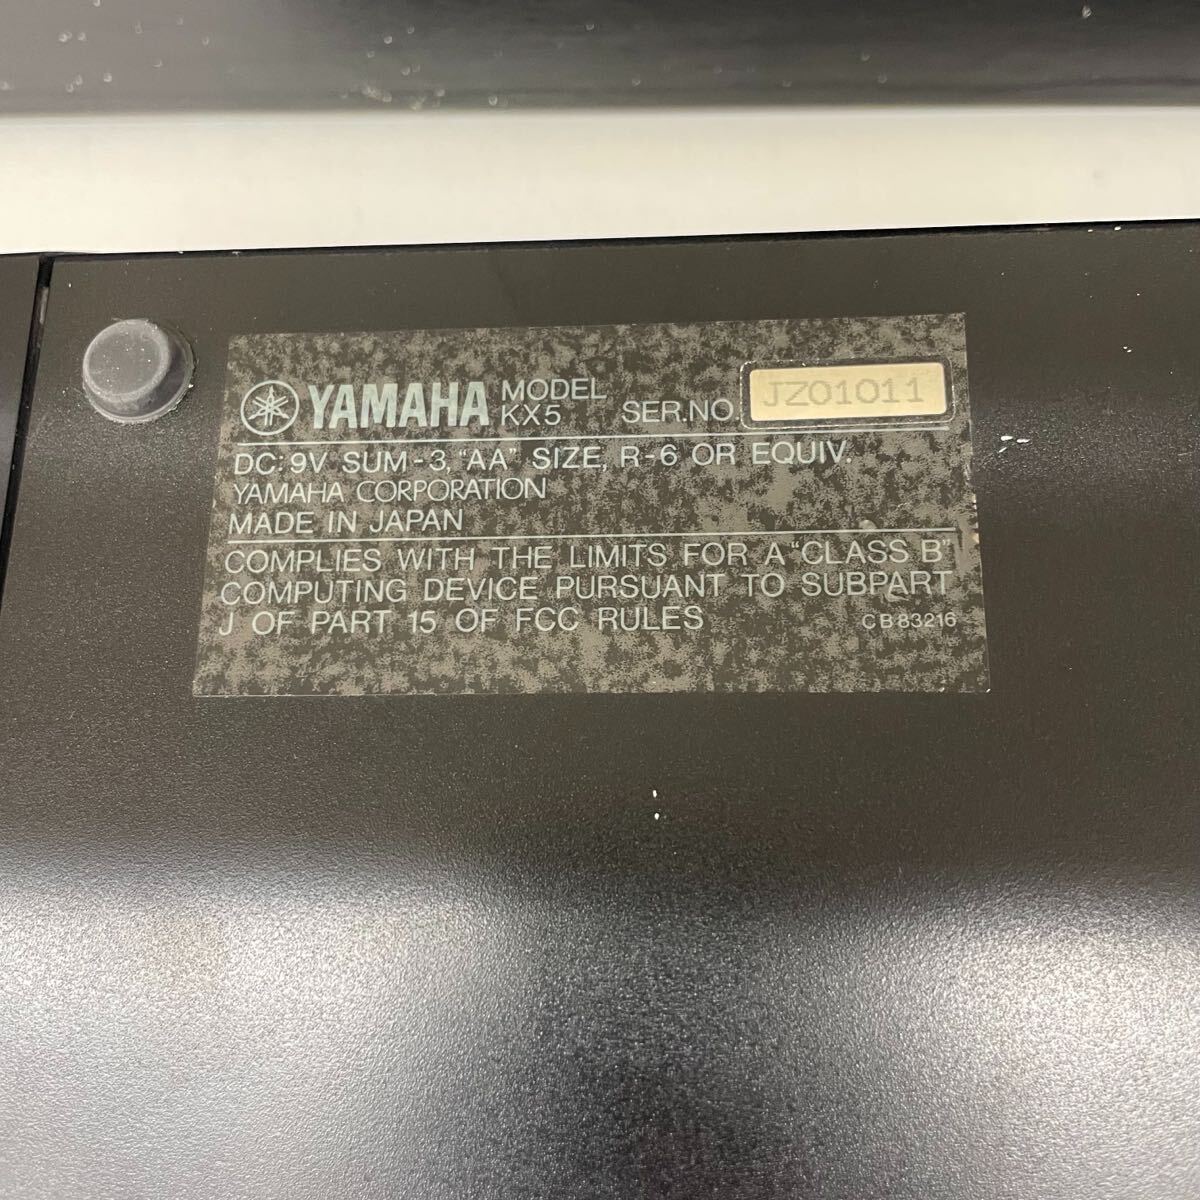 YAMAHA MODEL KX5 SER.NO. JZ01011
DC: 9V SUM-3, "AA" SIZE, R-6 OR EQUIV.
YAMAHA CORPORATION
MADE IN JAPAN
COMPLIES WITH THE LIMITS FOR A "CLASS B"
COMPUTING DEVICE PURSUANT TO SUBPART
J OF PART 15 OF FCC RULES CB83216